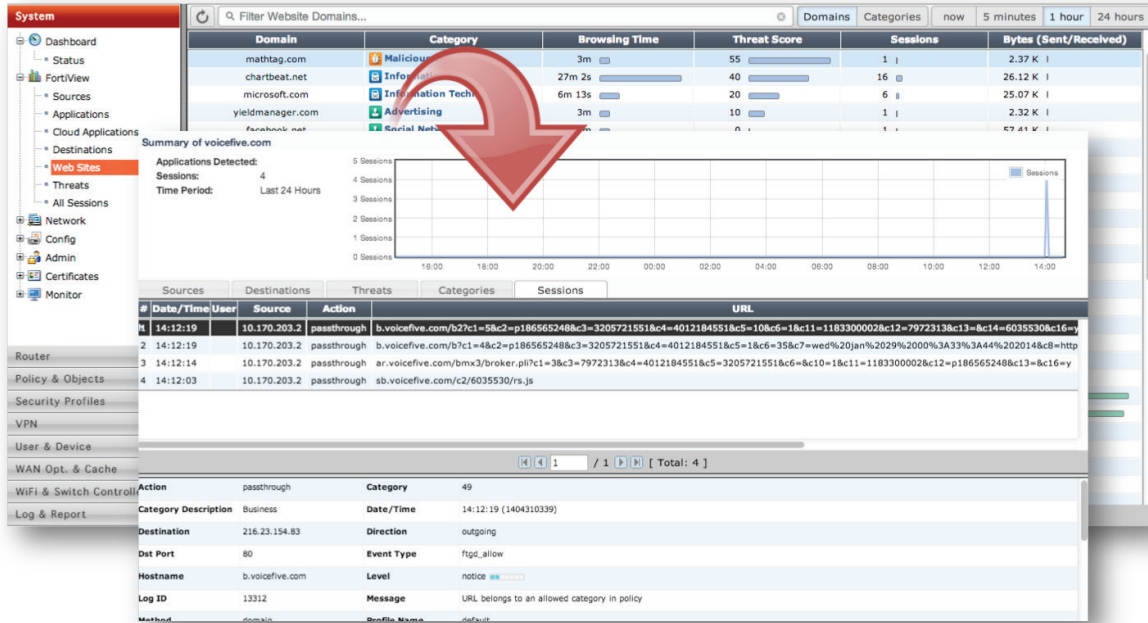 System
Filter Website Domains...
Domains Categories now 5 minutes 1 hour 24 hours
Dashboard
Status
FortiView
Sources
Applications
Cloud Applications
Destinations
Web Sites
Threats
All Sessions
Network
Config
Admin
Certificates
Monitor
Router
Policy & Objects
Security Profiles
VPN
User & Device
WAN Opt. & Cache
WiFi & Switch
Log & Report
Domain Category Browsing Time Threat Score Sessions Bytes (Sent/Received)
mathtag.com Malicious 3m 55 1 2.37 K
chartbeat.net 27m 2s 40 16 26.12 K
microsoft.com Information 6m 13s 20 6 25.07 K
yieldmanager.com Advertising 3m 10 1 2.32 K
facebook.net Social 0 1 57.41 K
Summary of voicefive.com
Applications Detected:
Sessions: 4
Time Period: Last 24 Hours
5 Sessions
4 Sessions
3 Sessions
2 Sessions
1 Sessions
0 Sessions
Sessions
16:00 18:00 20:00 22:00 00:00 02:00 04:00 06:00 08:00 10:00 12:00 14:00
Sources Destinations Threats Categories Sessions
# Date/Time User Source Action URL
1 14:12:19 10.170.203.2 passthrough b.voicefive.com/b2?c1=5&c2=p186565248&c3=3205721551&c4=4012184551&c5=10&c6=1&c11=1183300002&c12=7972313&c13=&c14=6035530&c16=y
2 14:12:19 10.170.203.2 passthrough b.voicefive.com/b?c1=4&c2=p186565248&c3=3205721551&c4=4012184551&c5=1&c6=35&c7=wed%20jan%2029%2000%3A33%3A44%202014&c8=http
3 14:12:14 10.170.203.2 passthrough ar.voicefive.com/bmx3/broker.pli?c1=3&c3=7972313&c4=4012184551&c5=3205721551&c6=&c10=1&c11=1183300002&c12=p186565248&c13=&c16=y
4 14:12:03 10.170.203.2 passthrough sb.voicefive.com/c2/6035530/rs.js
1 / 1 [ Total: 4 ]
Action passthrough Category 49
Category Description Business Date/Time 14:12:19 (1404310339)
Destination 216.23.154.83 Direction outgoing
Dst Port 80 Event Type ftgd_allow
Hostname b.voicefive.com Level notice
Log ID 13312 Message URL belongs to an allowed category in policy
Method domain Profile Name default